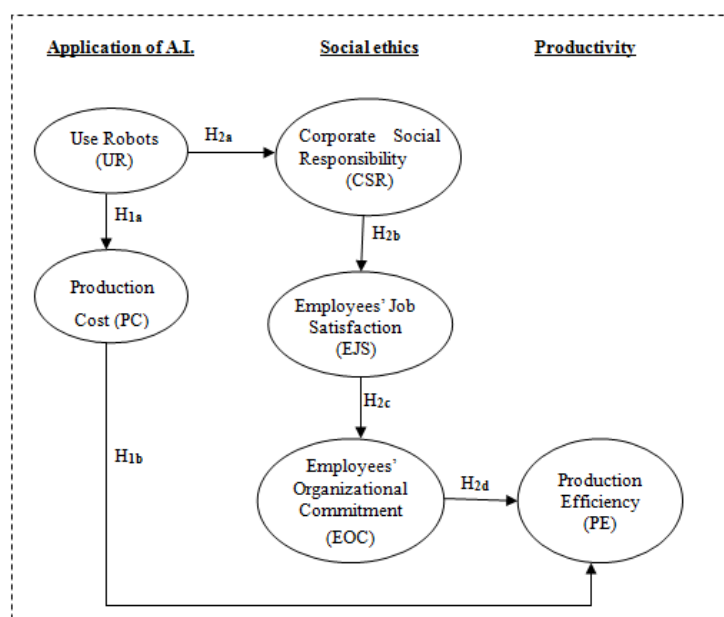 Application of A.I.
Social ethics
Productivity
Use Robots
(UR)
H2a
Corporate Social
Responsibility
(CSR)
H1a
H2b
Production
Cost (PC)
Employees' Job
Satisfaction
(EJS)
H2c
H1b
Employees'
Organizational
Commitment
(EOC)
H2d
Production
Efficiency
(PE)